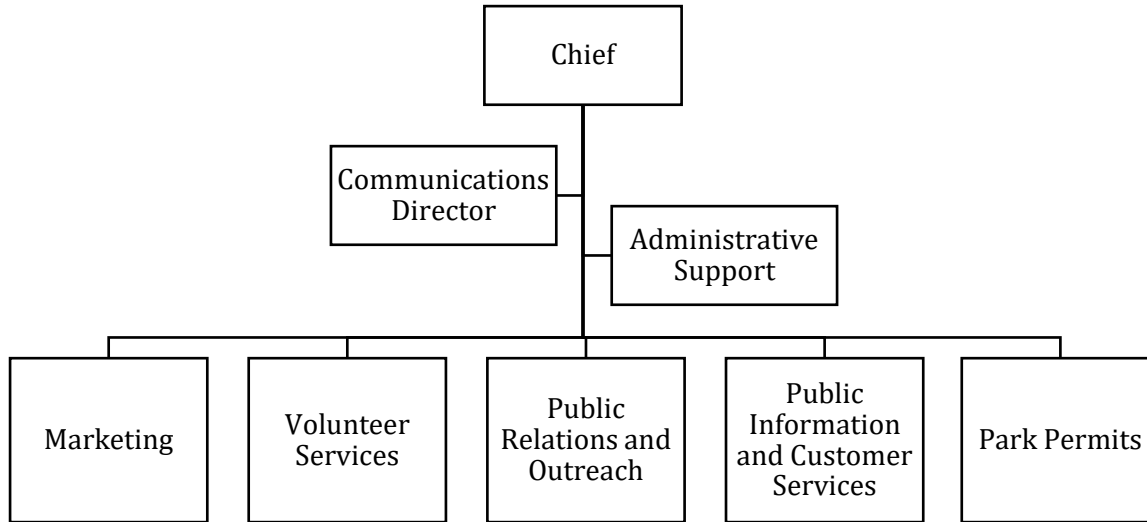 Chief
Communications
Director
Administrative
Support
Marketing
Volunteer
Services
Public
Relations and
Outreach
Public
Information
and Customer
Services
Park Permits